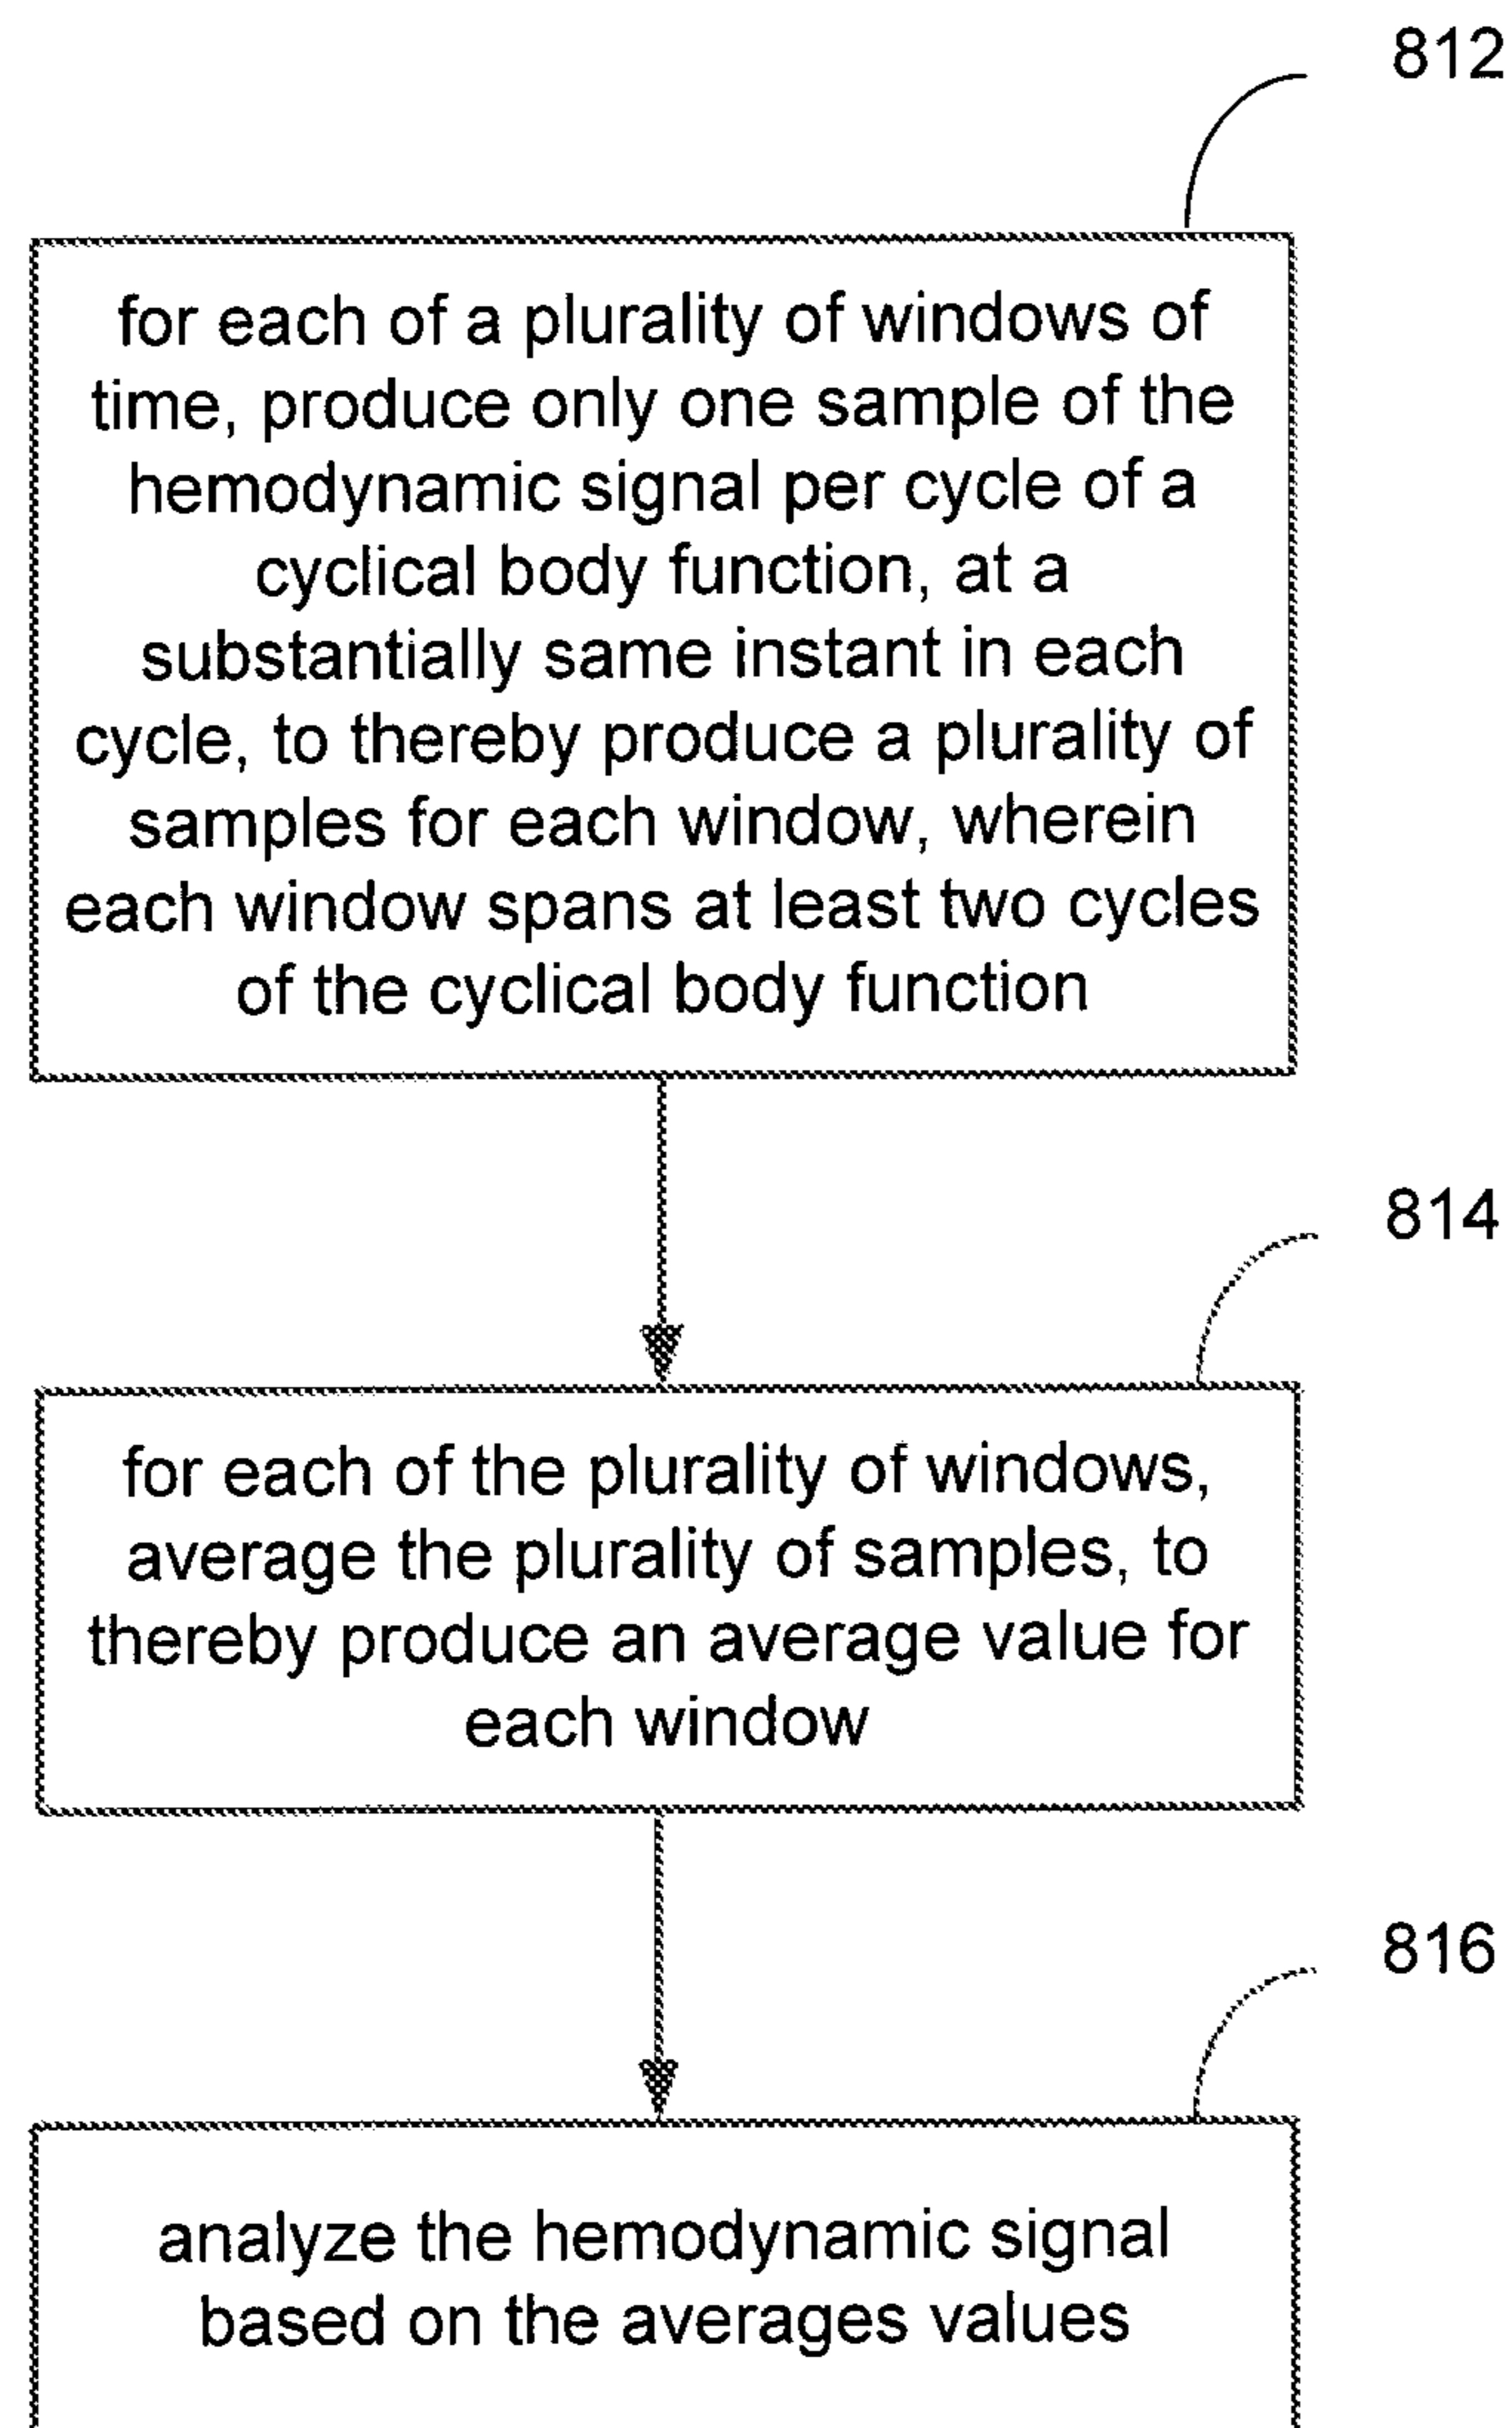 812
for each of a plurality of windows of
time, produce only one sample of the
hemodynamic signal per cycle of a
cyclical body function, at a
substantially same instant in each
cycle, to thereby produce a plurality of
samples for each window, wherein
each window spans at least two cycles
of the cyclical body function
814
for each of the plurality of windows,
average the plurality of samples, to
thereby produce an average value for
each window
816
analyze the hemodynamic signal
based on the averages values